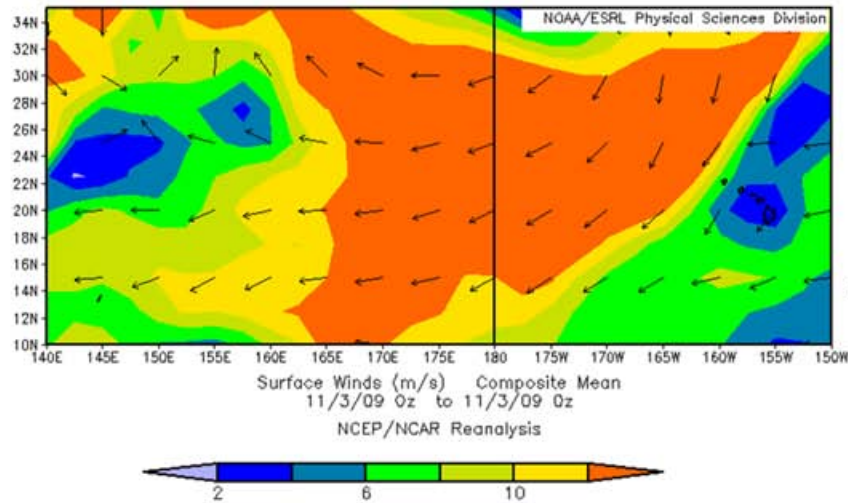 NOAA/ESRL Physical Sciences Division
34N
32N
30N
28N
26N
24N
22N
20N
18N
16N
14N
12N
10N
140E 145E 150E 155E 160E 165E 170E 175E 180 175W 170W 165W 160W 155W 150W
Surface Winds (m/s) Composite Mean
11/3/09 0z to 11/3/09 0z
NCEP/NCAR Reanalysis
2 6 10